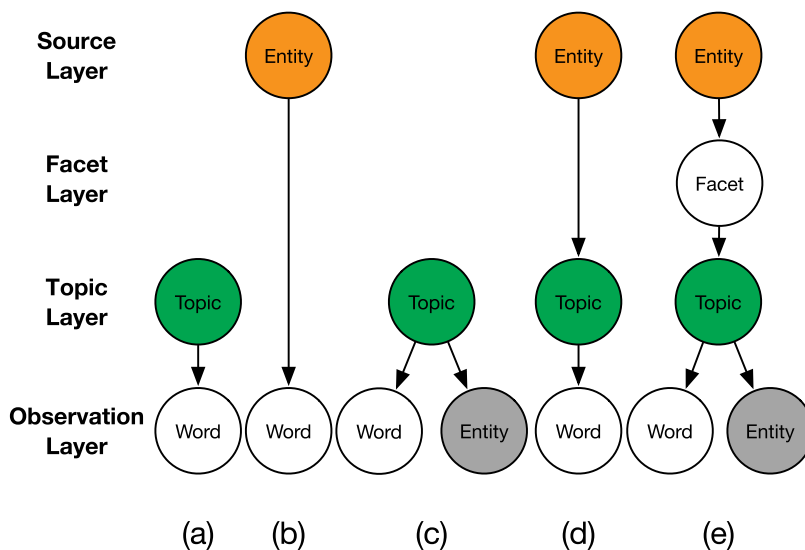 Source
Layer
Entity
Entity
Entity
Facet
Layer
Facet
Topic
Layer
Topic
Topic
Topic
Topic
Observation
Layer
Word
Word
Word
Entity
Word
Word
Entity
(a)
(b)
(c)
(d)
(e)